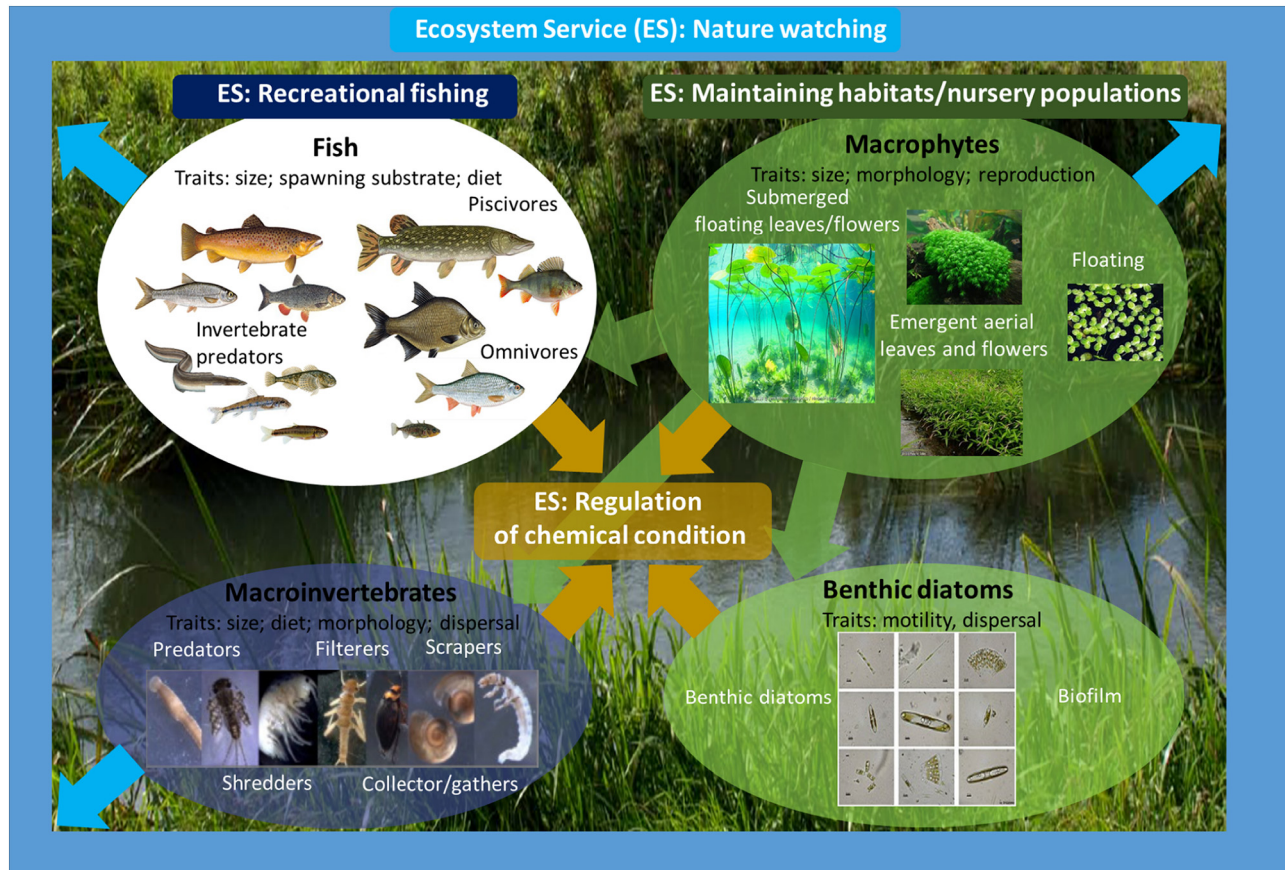 Ecosystem Service (ES): Nature watching
ES: Recreational fishing
ES: Maintaining habitats/nursery populations
Fish
Traits: size; spawning substrate; diet
Piscivores
Invertebrate
predators
Omnivores
Macrophytes
Traits: size; morphology; reproduction
Submerged
floating leaves/flowers
Floating
Emergent aerial
leaves and flowers
ES: Regulation
of chemical condition
Macroinvertebrates
Traits: size; diet; morphology; dispersal
Predators
Filterers
Scrapers
Shredders
Collector/gathers
Benthic diatoms
Traits: motility, dispersal
Benthic diatoms
Biofilm